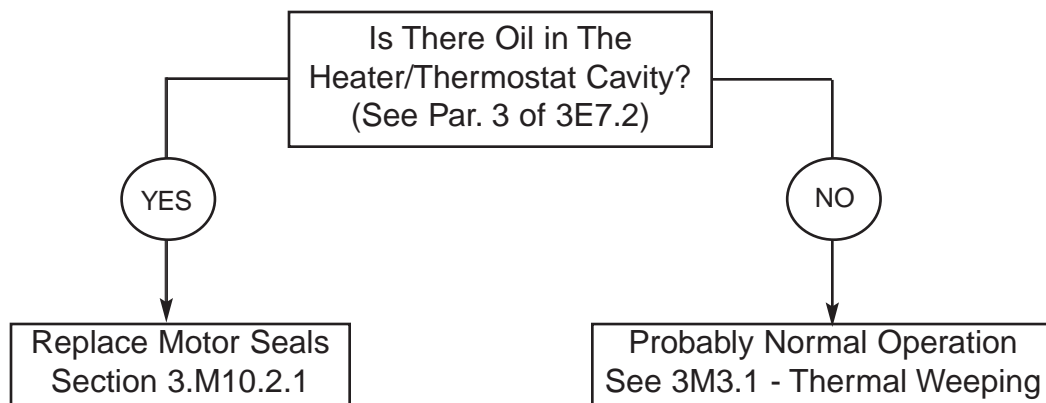 Is There Oil in The
Heater/Thermostat Cavity?
(See Par. 3 of 3E7.2)
YES
NO
Replace Motor Seals
Section 3.M10.2.1
Probably Normal Operation
See 3M3.1 - Thermal Weeping